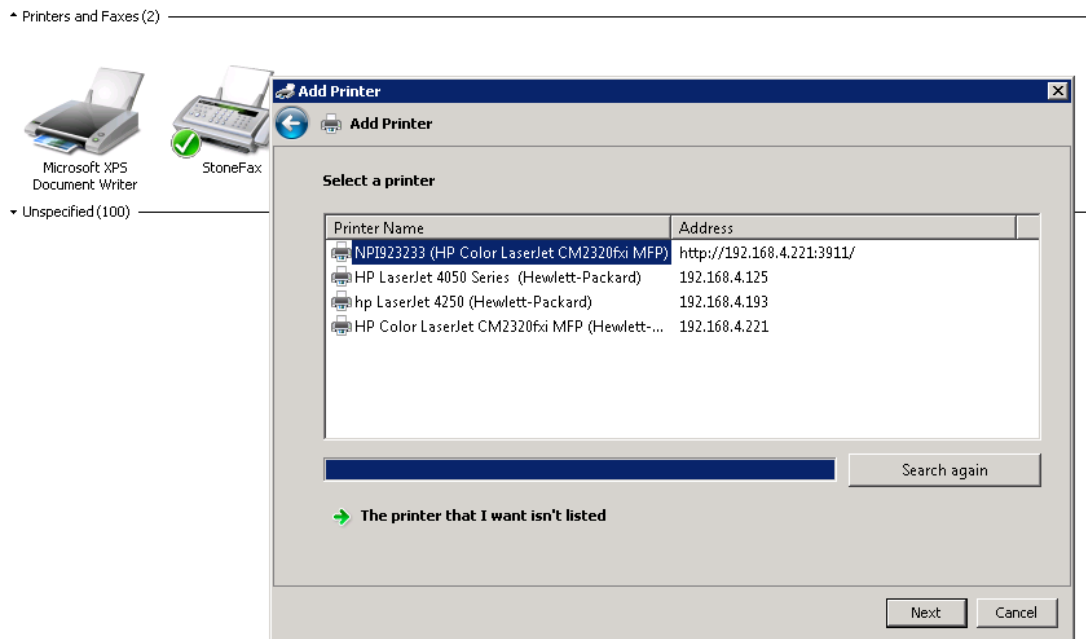 Printers and Faxes (2)
Microsoft XPS
Document Writer
StoneFax
Unspecified (100)
Add Printer
Add Printer
Select a printer
Printer Name Address
NPI923233 (HP Color LaserJet CM2320fxi MFP) http://192.168.4.221:3911/
HP LaserJet 4050 Series (Hewlett-Packard) 192.168.4.125
hp LaserJet 4250 (Hewlett-Packard) 192.168.4.193
HP Color LaserJet CM2320fxi MFP (Hewlett-... 192.168.4.221
Search again
The printer that I want isn't listed
Next Cancel